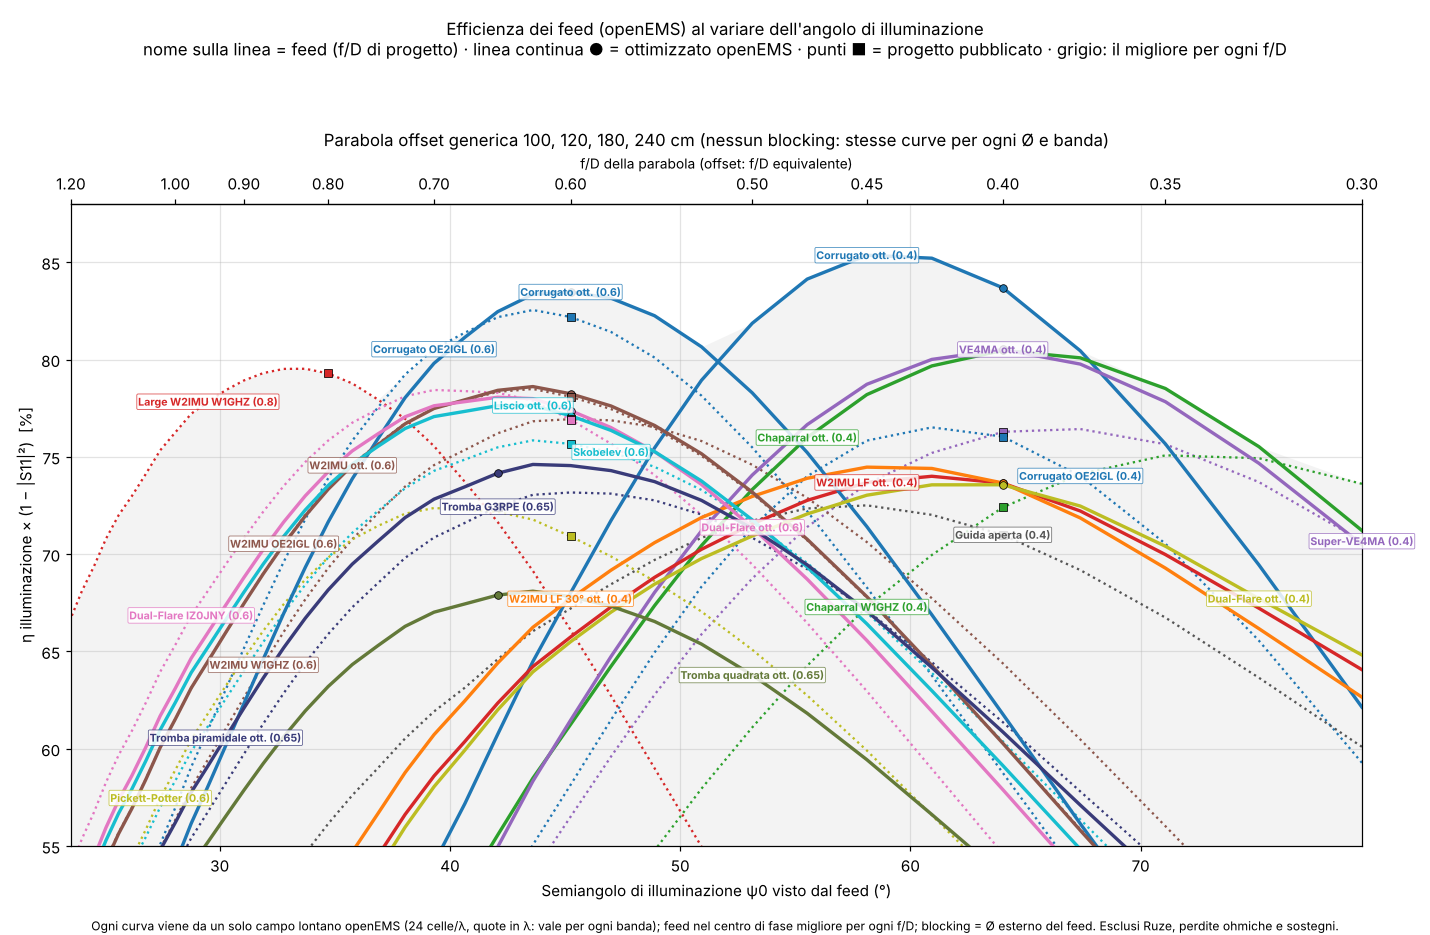 Efficienza dei feed (openEMS) al variare dell'angolo di illuminazione
nome sulla linea = feed (f/D di progetto) · linea continua ● = ottimizzato openEMS · punti ■ = progetto pubblicato · grigio: il migliore per ogni f/D
Parabola offset generica 100, 120, 180, 240 cm (nessun blocking: stesse curve per ogni Ø e banda)
f/D della parabola (offset: f/D equivalente)
1.20 1.00 0.90 0.80 0.70 0.60 0.50 0.45 0.40 0.35 0.30
η illuminazione × (1 − |S11|²) [%]
85
80
75
70
65
60
55
Corrugato ott. (0.4)
Corrugato ott. (0.6)
Corrugato OE2IGL (0.6)
VE4MA ott. (0.4)
Large W2IMU W1GHZ (0.8)
Liscio ott. (0.6)
Chaparral ott. (0.4)
Skobelev (0.6)
W2IMU ott. (0.6)
Corrugato OE2IGL (0.4)
W2IMU LF ott. (0.4)
Tromba G3RPE (0.65)
Dual-Flare ott. (0.6)
Guida aperta (0.4)
Super-VE4MA (0.4)
W2IMU OE2IGL (0.6)
W2IMU LF 30° ott. (0.4)
Dual-Flare ott. (0.4)
Chaparral W1GHZ (0.4)
Dual-Flare IZ0JNY (0.6)
W2IMU W1GHZ (0.6)
Tromba quadrata ott. (0.65)
Tromba piramidale ott. (0.65)
Pickett-Potter (0.6)
30 40 50 60 70
Semiangolo di illuminazione ψ0 visto dal feed (°)
Ogni curva viene da un solo campo lontano openEMS (24 celle/λ, quote in λ: vale per ogni banda); feed nel centro di fase migliore per ogni f/D; blocking = Ø esterno del feed. Esclusi Ruze, perdite ohmiche e sostegni.